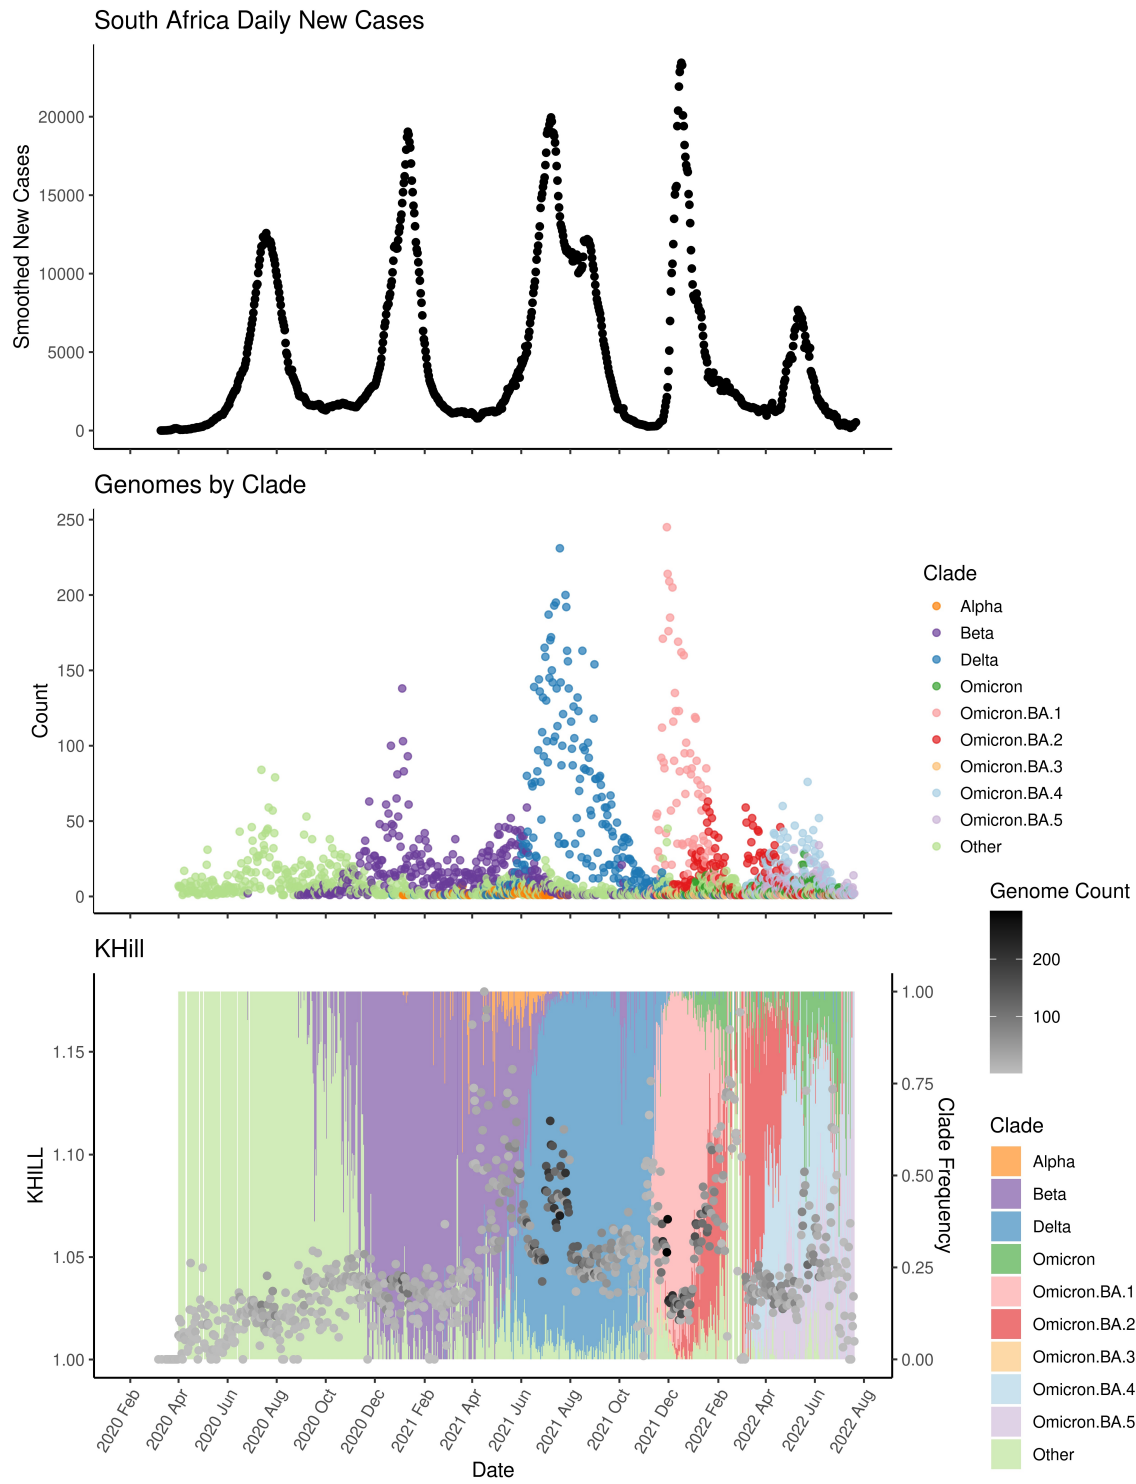 South Africa Daily New Cases
Smoothed New Cases
20000
15000
10000
5000
0
Genomes by Clade
Count
250
200
150
100
50
0
Clade
Alpha
Beta
Delta
Omicron
Omicron.BA.1
Omicron.BA.2
Omicron.BA.3
Omicron.BA.4
Omicron.BA.5
Other
KHill
KHILL
1.15
1.10
1.05
1.00
1.00
0.75
0.50
0.25
0.00
Clade Frequency
2020 Feb
2020 Apr
2020 Jun
2020 Aug
2020 Oct
2020 Dec
2021 Feb
2021 Apr
2021 Jun
2021 Aug
2021 Oct
2021 Dec
2022 Feb
2022 Apr
2022 Jun
2022 Aug
Date
Genome Count
200
100
Clade
Alpha
Beta
Delta
Omicron
Omicron.BA.1
Omicron.BA.2
Omicron.BA.3
Omicron.BA.4
Omicron.BA.5
Other